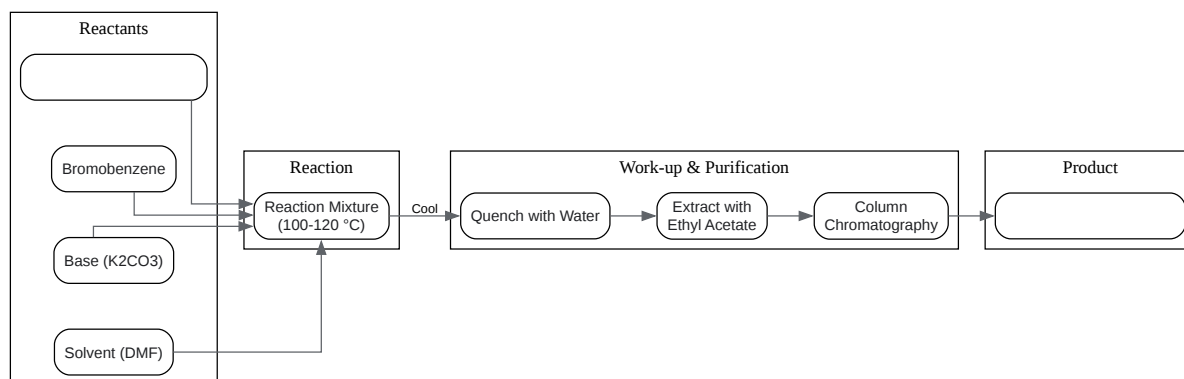 Reactants
Bromobenzene
Base (K2CO3)
Solvent (DMF)
Reaction
Reaction Mixture
(100-120 °C)
Cool
Work-up & Purification
Quench with Water
Extract with
Ethyl Acetate
Column
Chromatography
Product